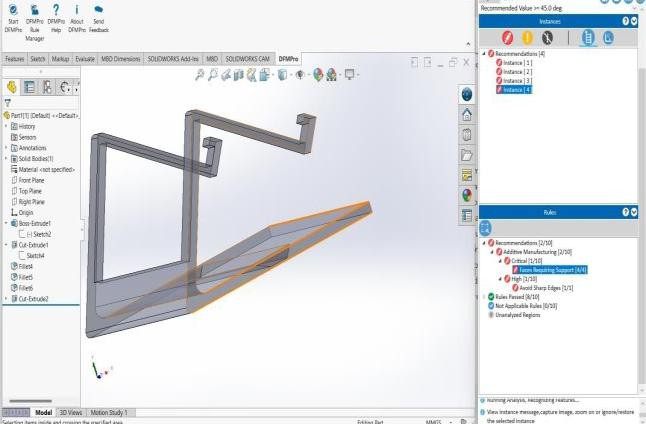 Start DFMPro
DFMPro Rule Manager
DFMPro Help
About DFMPro
Send Feedback
Features Sketch Markup Evaluate MBD Dimensions SOLIDWORKS Add-Ins MBD SOLIDWORKS CAM DFMPro
Part1[1] (Default) <<Default>_
History
Sensors
Annotations
Solid Bodies(1)
Material <not specified>
Front Plane
Top Plane
Right Plane
Origin
Boss-Extrude1
(-) Sketch2
Cut-Extrude1
Sketch4
Fillet4
Fillet5
Fillet6
Cut-Extrude2
Model 3D Views Motion Study 1
Selecting items inside and crossing the specified area
Editing Part
MMGS
Recommended Value >= 45.0 deg
Instances
Recommendations [4]
Instance [ 1 ]
Instance [ 2 ]
Instance [ 3 ]
Instance [ 4 ]
Rules
Recommendations [2/10]
Additive Manufacturing [2/10]
Critical [1/10]
Faces Requiring Support [4/4]
High [1/10]
Avoid Sharp Edges [1/1]
Rules Passed [8/10]
Not Applicable Rules [0/10]
Unanalyzed Regions
Running Analysis, Recognizing Features...
View Instance message,capture image, zoom on or ignore/restore
the selected instance